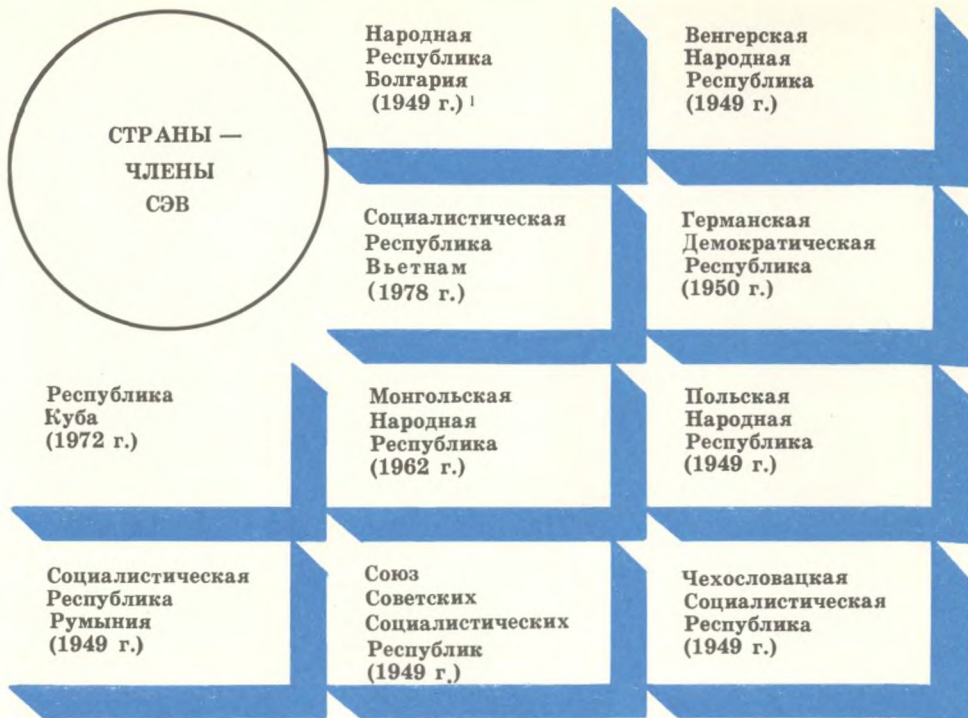 СТРАНЫ —
ЧЛЕНЫ
СЭВ
Народная
Республика
Болгария
(1949 г.) 1
Венгерская
Народная
Республика
(1949 г.)
Социалистическая
Республика
Вьетнам
(1978 г.)
Германская
Демократическая
Республика
(1950 г.)
Республика
Куба
(1972 г.)
Монгольская
Народная
Республика
(1962 г.)
Польская
Народная
Республика
(1949 г.)
Социалистическая
Республика
Румыния
(1949 г.)
Союз
Советских
Социалистических
Республик
(1949 г.)
Чехословацкая
Социалистическая
Республика
(1949 г.)